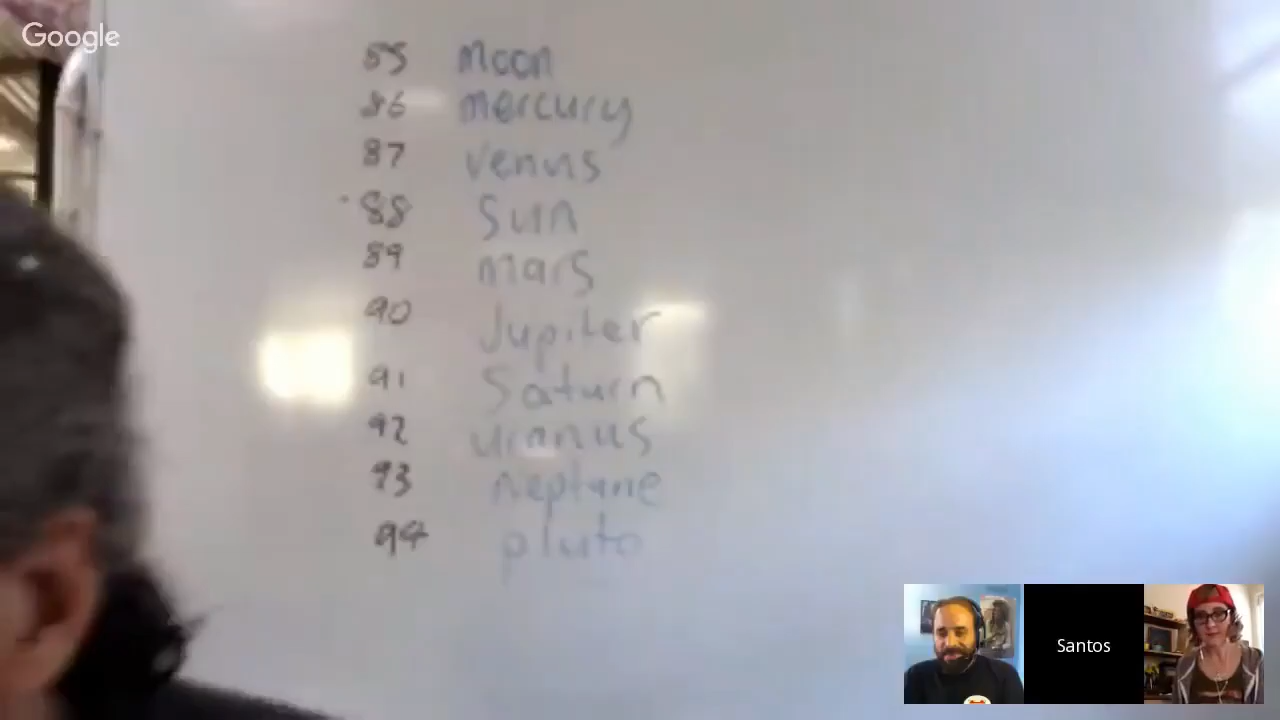 Google
85 Moon
86 mercury
87 venus
88 Sun
89 mars
90 Jupiter
91 Saturn
92 uranus
93 neptune
94 pluto
Santos